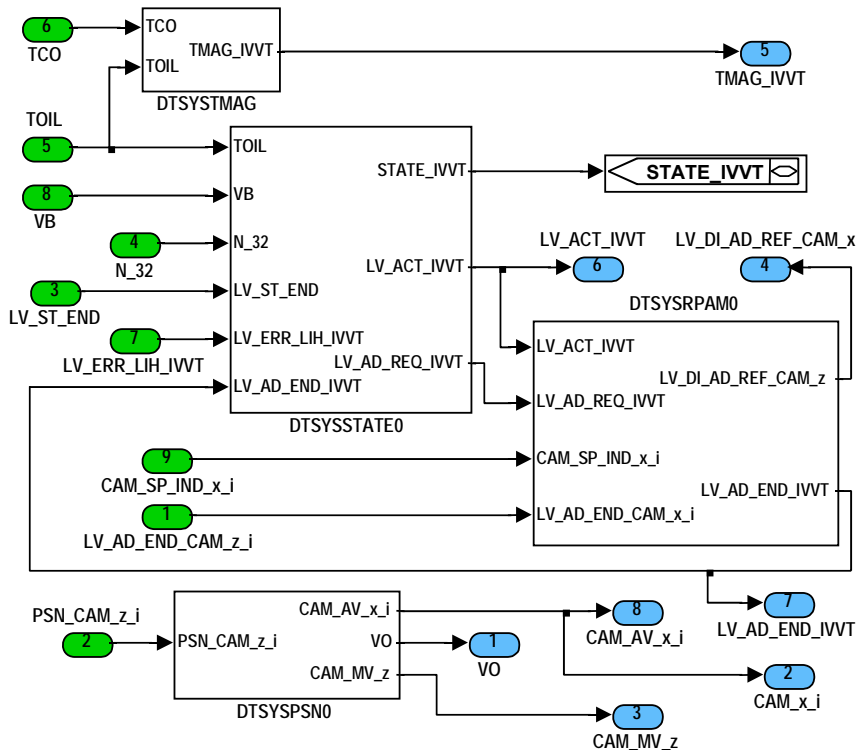 6
TCO
TCO
TOIL
TMAG_IVVT
DTSYSTMAG
5
TMAG_IVVT
TOIL
5
8
VB
4
N_32
3
LV_ST_END
7
LV_ERR_LIH_IVVT
TOIL
VB
N_32
LV_ST_END
LV_ERR_LIH_IVVT
LV_AD_END_IVVT
STATE_IVVT
LV_ACT_IVVT
LV_AD_REQ_IVVT
DTSYSSTATE0
STATE_IVVT
LV_ACT_IVVT
6
LV_DI_AD_REF_CAM_x
4
DTSYSRPAM0
LV_ACT_IVVT
LV_AD_REQ_IVVT
CAM_SP_IND_x_i
LV_AD_END_CAM_x_i
LV_DI_AD_REF_CAM_z
LV_AD_END_IVVT
9
CAM_SP_IND_x_i
1
LV_AD_END_CAM_z_i
7
LV_AD_END_IVVT
PSN_CAM_z_i
2
PSN_CAM_z_i
CAM_AV_x_i
VO
CAM_MV_z
DTSYSPSN0
8
CAM_AV_x_i
1
VO
2
CAM_x_i
3
CAM_MV_z